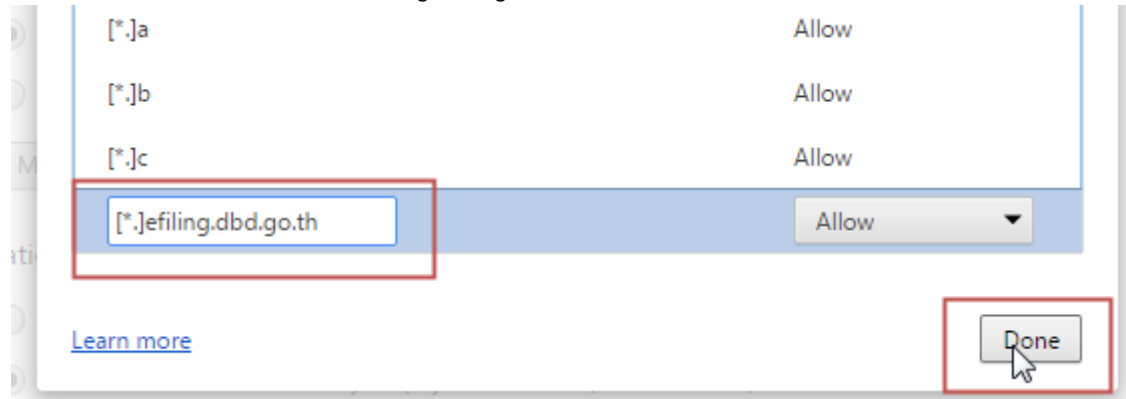 [*.]a Allow
[*.]b Allow
[*.]c Allow
[*.]efiling.dbd.go.th Allow
Learn more Done